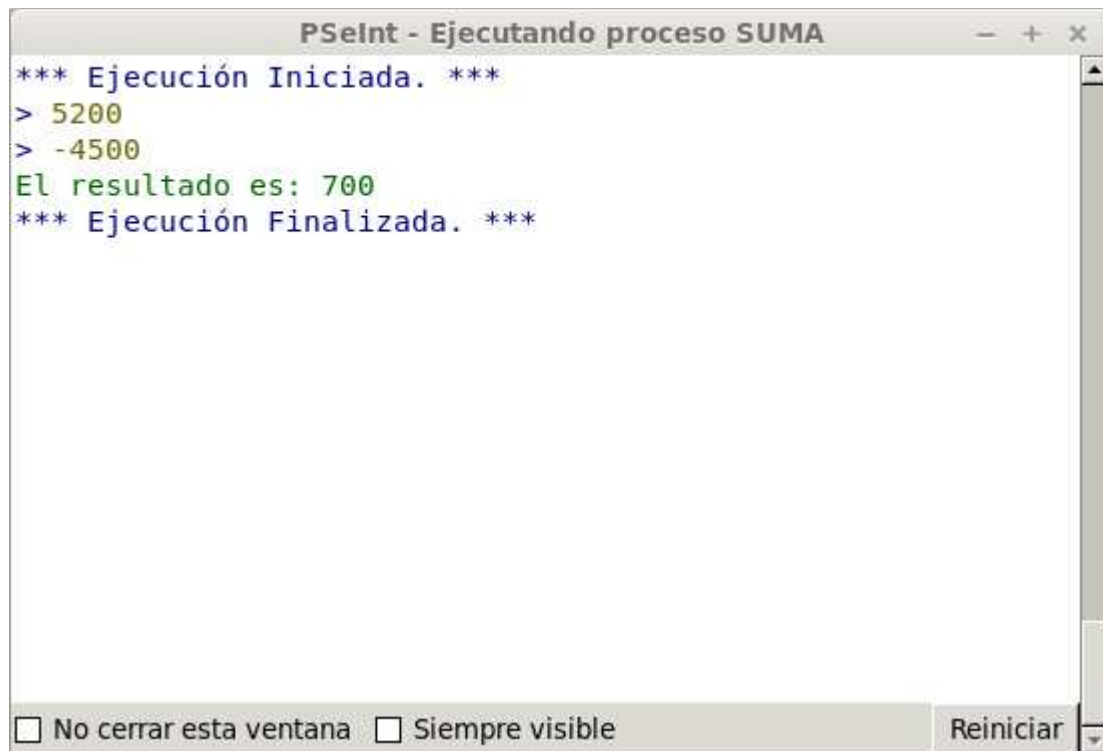 PSeInt - Ejecutando proceso SUMA
*** Ejecución Iniciada. ***
> 5200
> -4500
El resultado es: 700
*** Ejecución Finalizada. ***
No cerrar esta ventana Siempre visible Reiniciar